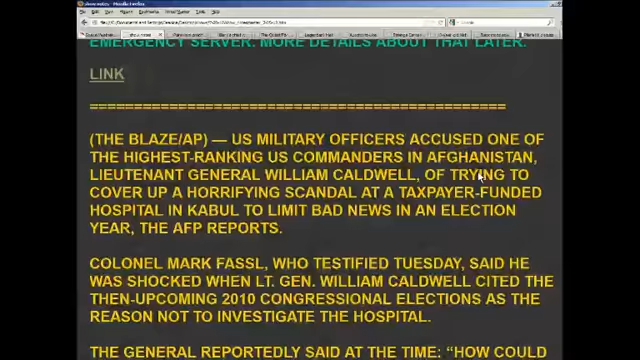 EMERGENCY SERVER. MORE DETAILS ABOUT THAT LATER.
LINK
===============================================
(THE BLAZE/AP) — US MILITARY OFFICERS ACCUSED ONE OF
THE HIGHEST-RANKING US COMMANDERS IN AFGHANISTAN,
LIEUTENANT GENERAL WILLIAM CALDWELL, OF TRYING TO
COVER UP A HORRIFYING SCANDAL AT A TAXPAYER-FUNDED
HOSPITAL IN KABUL TO LIMIT BAD NEWS IN AN ELECTION
YEAR, THE AFP REPORTS.
COLONEL MARK FASSL, WHO TESTIFIED TUESDAY, SAID HE
WAS SHOCKED WHEN LT. GEN. WILLIAM CALDWELL CITED THE
THEN-UPCOMING 2010 CONGRESSIONAL ELECTIONS AS THE
REASON NOT TO INVESTIGATE THE HOSPITAL.
THE GENERAL REPORTEDLY SAID AT THE TIME: “HOW COULD